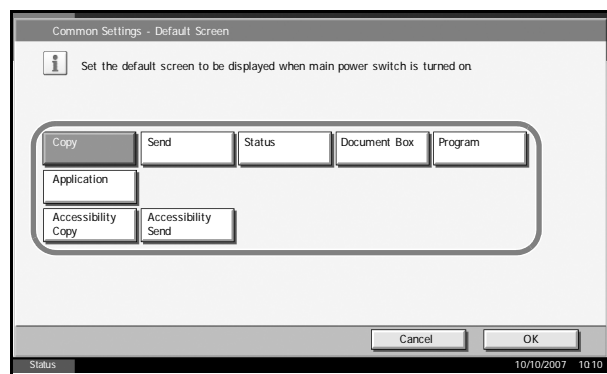 Common Settings - Default Screen
Set the default screen to be displayed when main power switch is turned on.
Copy
Send
Status
Document Box
Program
Application
Accessibility
Copy
Accessibility
Send
Cancel
OK
Status
10/10/2007 10:10